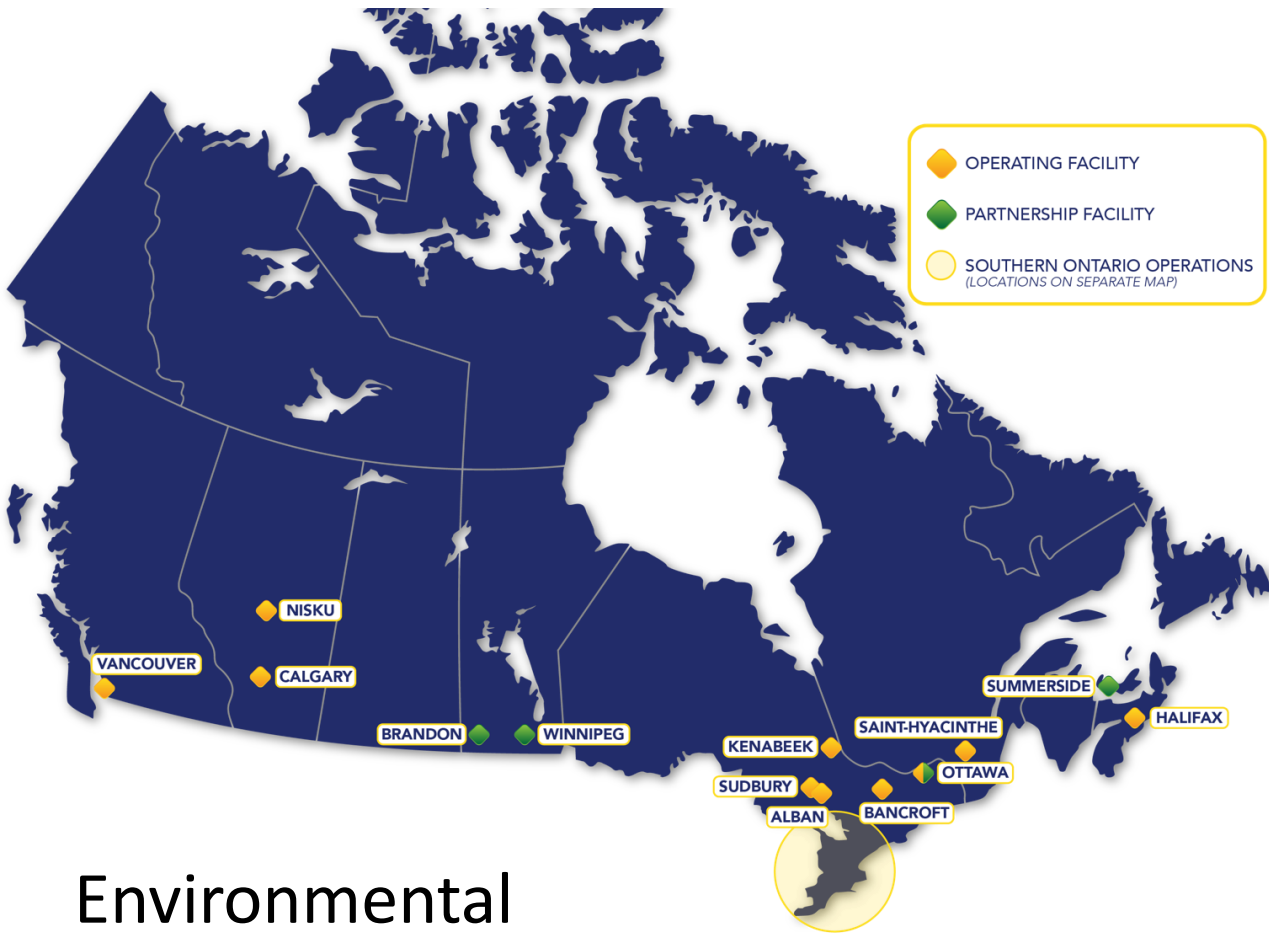 OPERATING FACILITY
PARTNERSHIP FACILITY
SOUTHERN ONTARIO OPERATIONS
(LOCATIONS ON SEPARATE MAP)
NISKU
VANCOUVER
CALGARY
BRANDON
WINNIPEG
SUMMERSIDE
HALIFAX
SAINT-HYACINTHE
KENABEEK
OTTAWA
SUDBURY
BANCROFT
ALBAN
Environmental